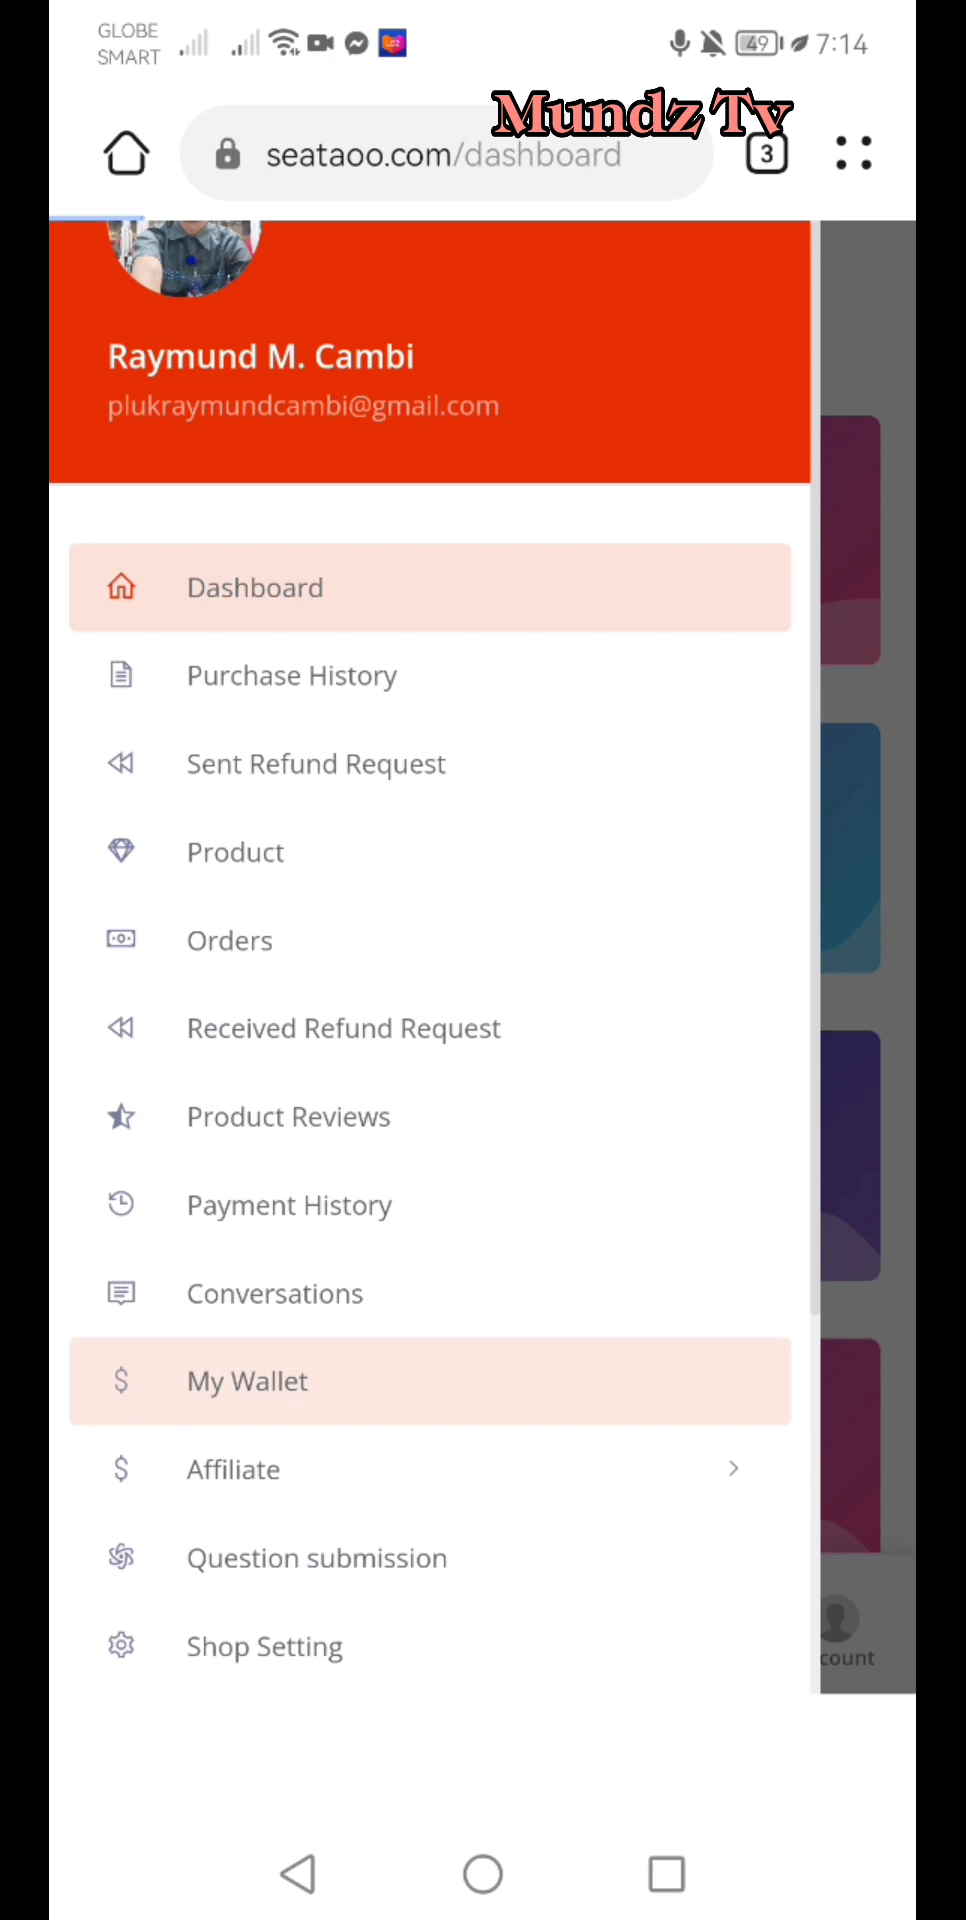 GLOBE
SMART
49
7:14
Mundz Tv
seataoo.com/dashboard
3
Raymund M. Cambi
plukraymundcambi@gmail.com
Dashboard
Purchase History
Sent Refund Request
Product
Orders
Received Refund Request
Product Reviews
Payment History
Conversations
My Wallet
Affiliate
Question submission
Shop Setting
count